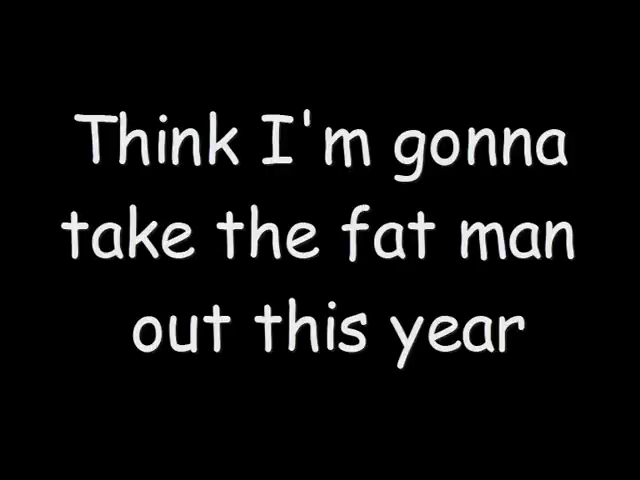 Think I'm gonna
take the fat man
out this year